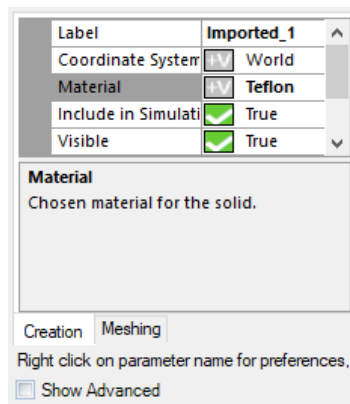 Label Imported_1
Coordinate System +V World
Material +V Teflon
Include in Simulati True
Visible True
Material
Chosen material for the solid.
Creation Meshing
Right click on parameter name for preferences,
Show Advanced